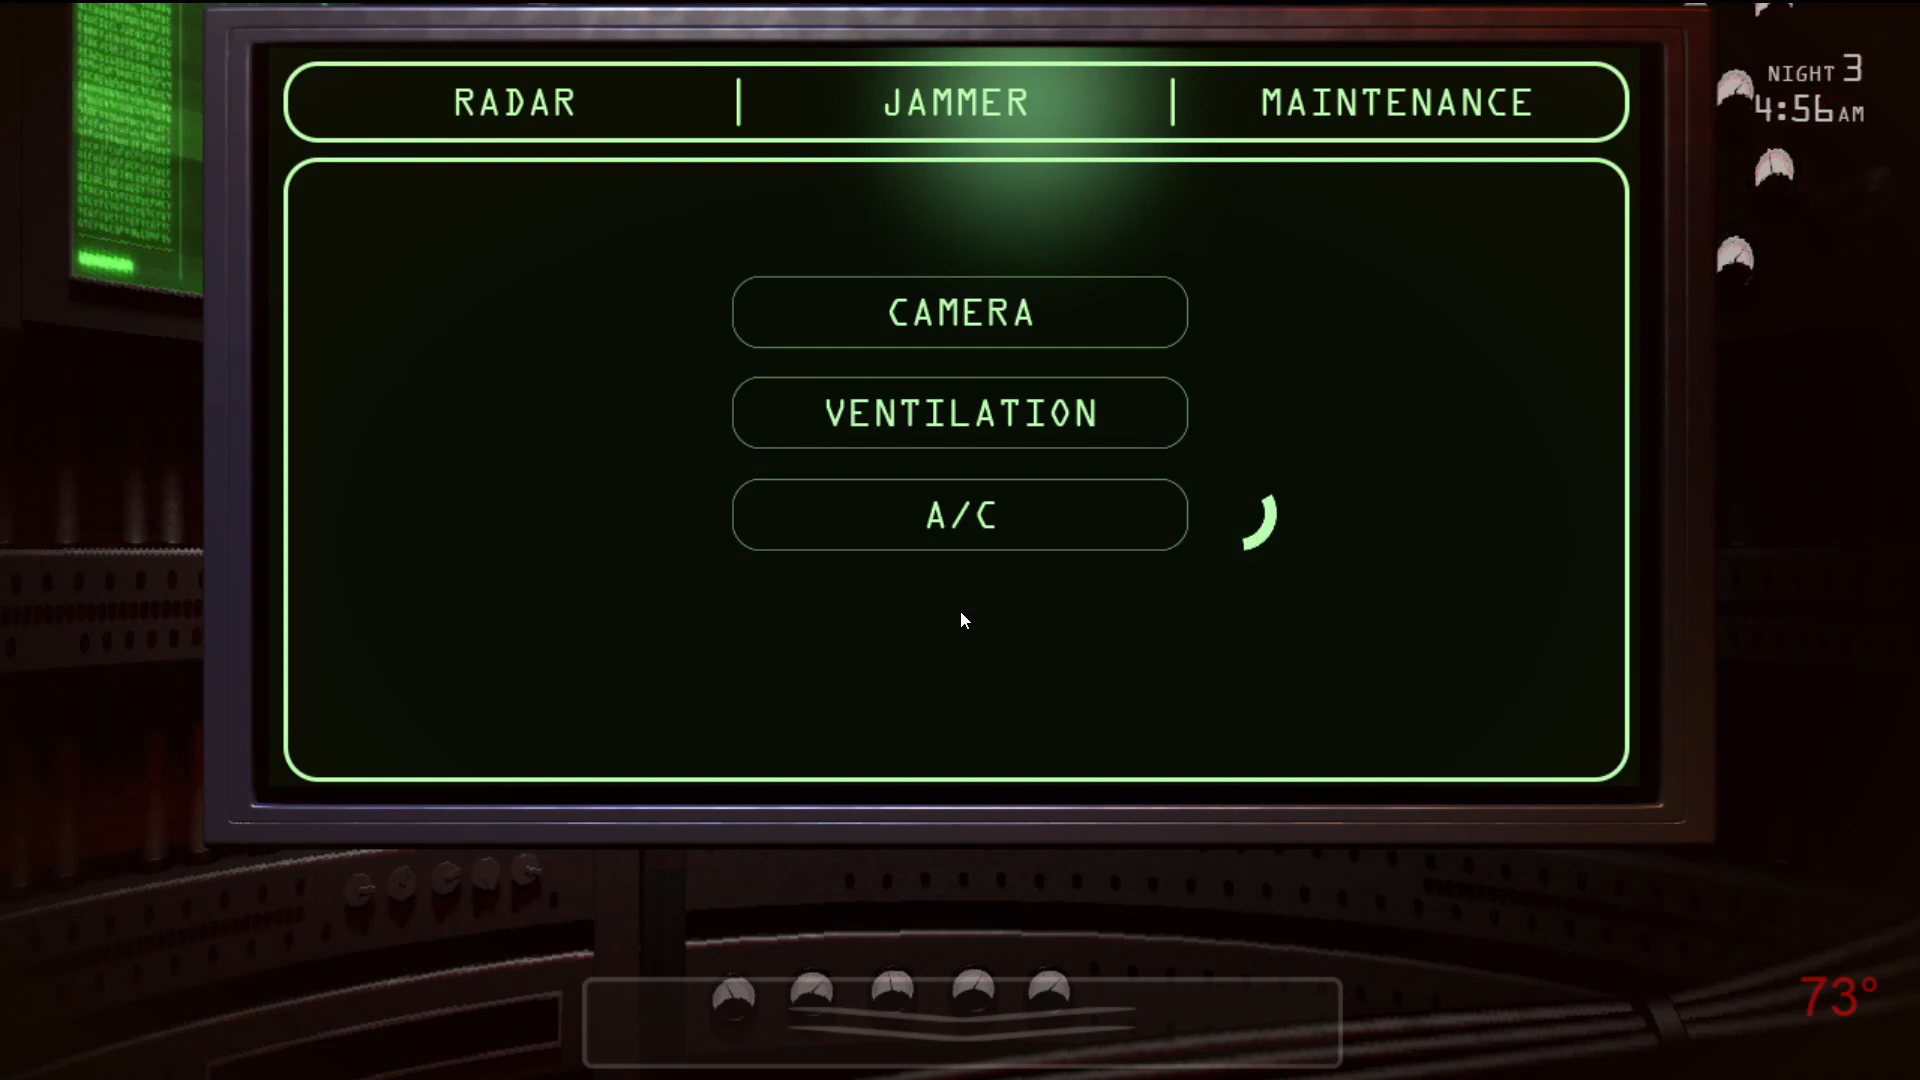 RADAR | JAMMER | MAINTENANCE
NIGHT 3
4:56AM
CAMERA
VENTILATION
A/C
73°